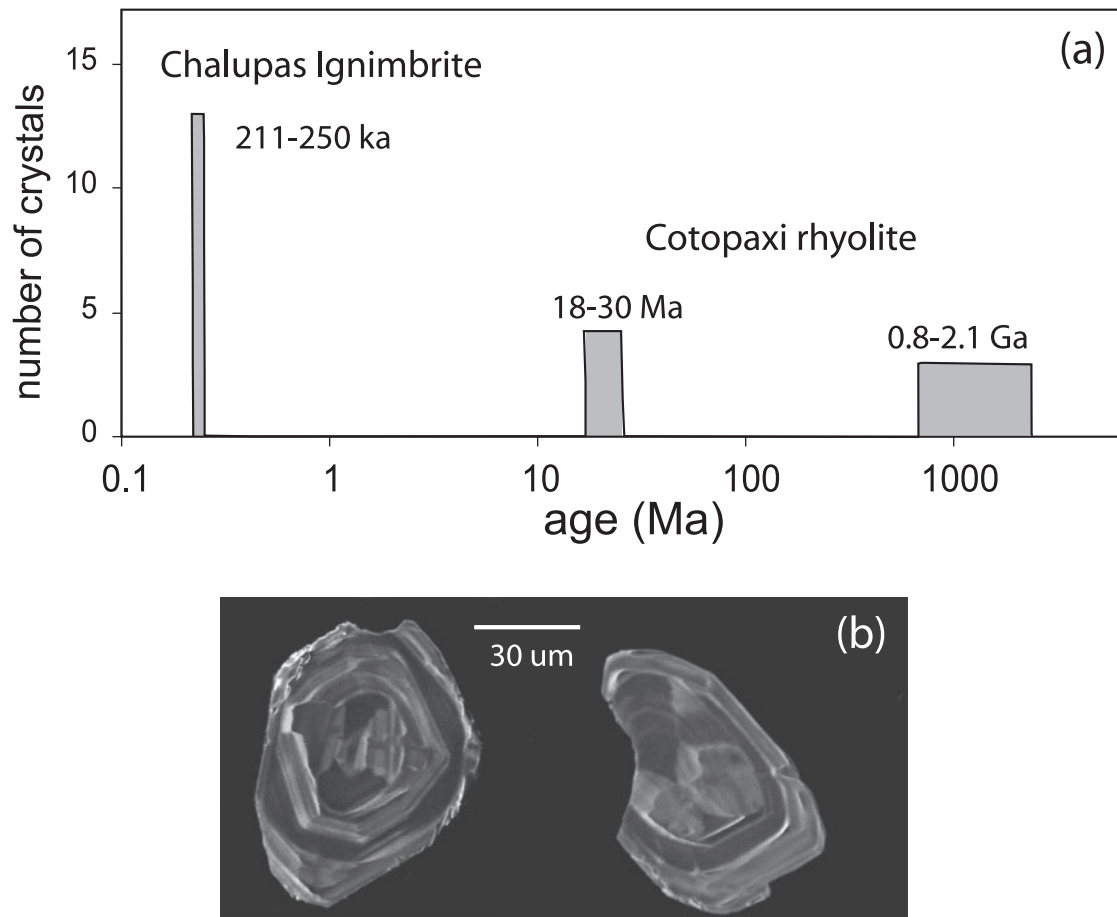 (a)
Chalupas Ignimbrite
211-250 ka
Cotopaxi rhyolite
18-30 Ma
0.8-2.1 Ga
number of crystals
15
10
5
0
0.1
1
10
100
1000
age (Ma)
(b)
30 um